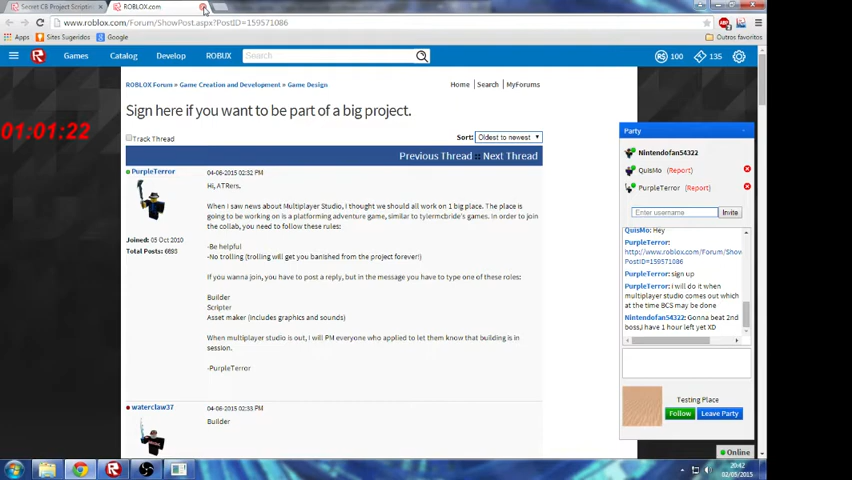 Secret C6 Project Scripting
ROBLOX.com
www.roblox.com/Forum/ShowPost.aspx?PostID=159571086
Apps
Sites Sugeridos
Google
Outros favoritos
Games
Catalog
Develop
ROBUX
Search
R$ 100
135
ROBLOX Forum » Game Creation and Development » Game Design
Home | Search | MyForums
Sign here if you want to be part of a big project.
01:01:22
Track Thread
Sort: Oldest to newest
Previous Thread :: Next Thread
PurpleTerror
04-06-2015 02:32 PM
Hi, ATRers.
When I saw news about Multiplayer Studio, I thought we should all work on 1 big place. The place is
going to be working on is a platforming adventure game, similar to tylermcbride's games. In order to join
the collab, you need to follow these rules:
Joined: 05 Oct 2010
Total Posts: 6693
-Be helpful
-No trolling (trolling will get you banished from the project forever!)
If you wanna join, you have to post a reply, but in the message you have to type one of these roles:
Builder
Scripter
Asset maker (includes graphics and sounds)
When multiplayer studio is out, I will PM everyone who applied to let them know that building is in
session.
-PurpleTerror
waterclaw37
04-06-2015 02:33 PM
Builder
Party
Nintendofan54322
QuisMo (Report)
PurpleTerror (Report)
Enter username
Invite
QuisMo: Hey
PurpleTerror:
http://www.roblox.com/Forum/Show
PostID=159571086
PurpleTerror: sign up
PurpleTerror: i will do it when
multiplayer studio comes out which
at the time BCS may be done
Nintendofan54322: Gonna beat 2nd
boss,I have 1 hour left yet XD
Testing Place
Follow
Leave Party
Online
20:42
02/05/2015